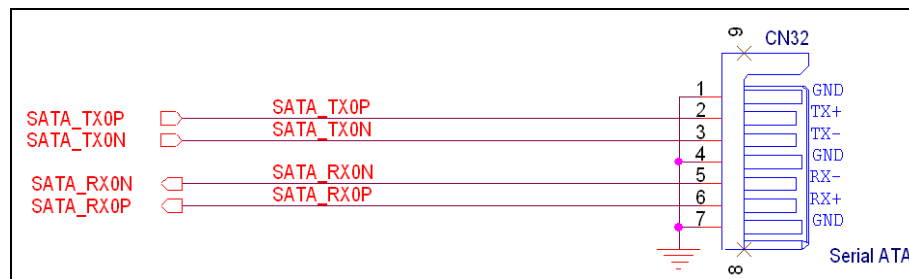 9
CN32
1 GND
SATA_TX0P SATA_TX0P 2 TX+
SATA_TX0N SATA_TX0N 3 TX-
4 GND
SATA_RX0N SATA_RX0N 5 RX-
SATA_RX0P SATA_RX0P 6 RX+
7 GND
8
Serial ATA